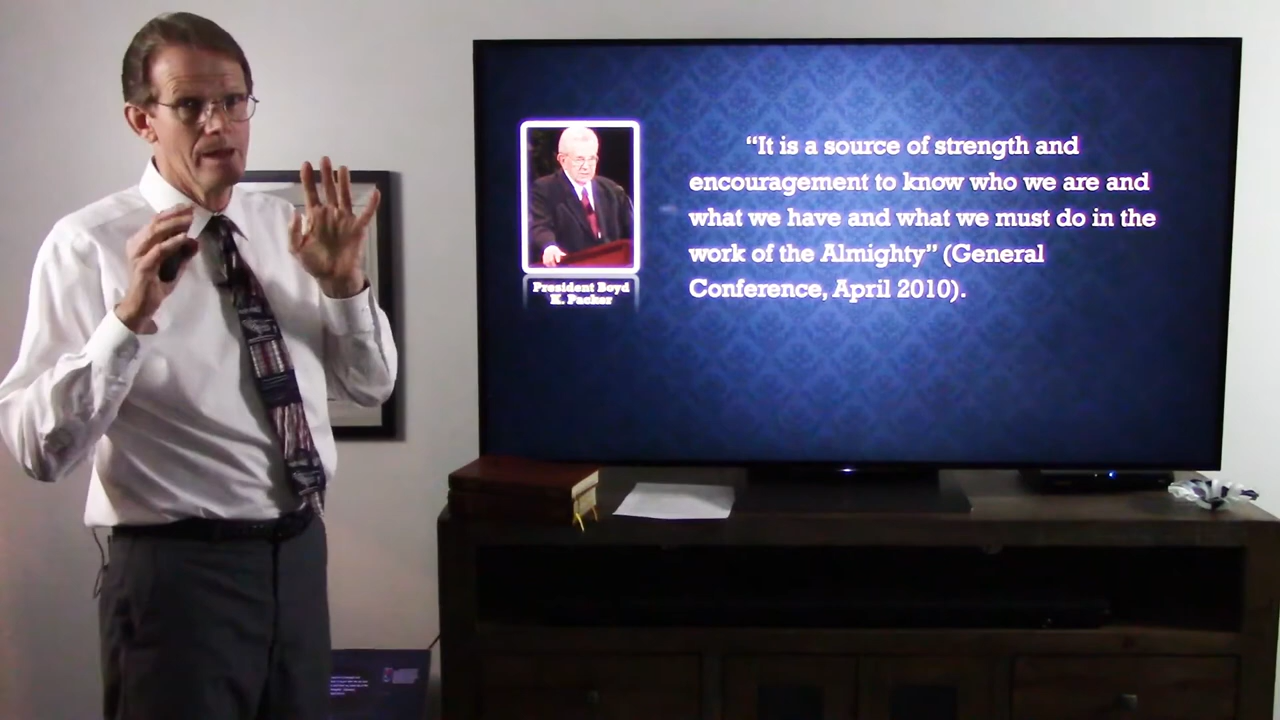 “It is a source of strength and
encouragement to know who we are and
what we have and what we must do in the
work of the Almighty” (General
Conference, April 2010).
President Boyd
K. Packer